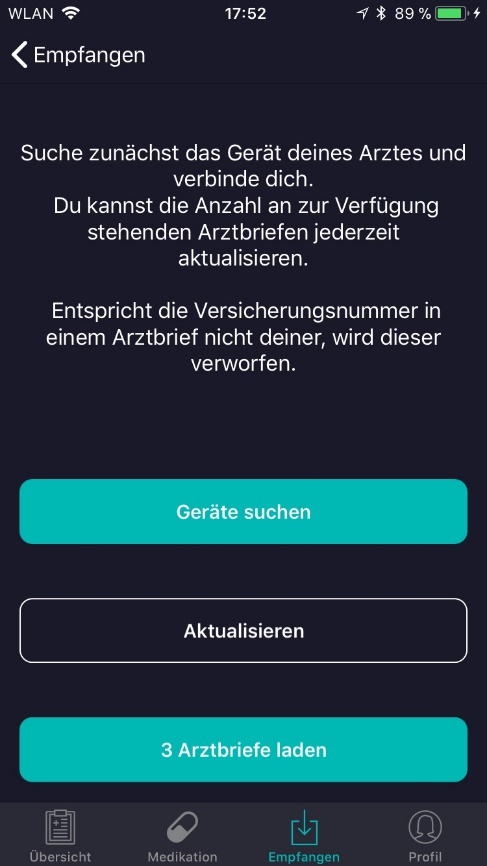 WLAN 17:52 89 %
Empfangen
Suche zunächst das Gerät deines Arztes und
verbinde dich.
Du kannst die Anzahl an zur Verfügung
stehenden Arztbriefen jederzeit
aktualisieren.
Entspricht die Versicherungsnummer in
einem Arztbrief nicht deiner, wird dieser
verworfen.
Geräte suchen
Aktualisieren
3 Arztbriefe laden
Übersicht Medikation Empfangen Profil